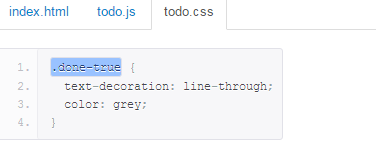 index.html todo.js todo.css
1. .done-true {
2. text-decoration: line-through;
3. color: grey;
4. }